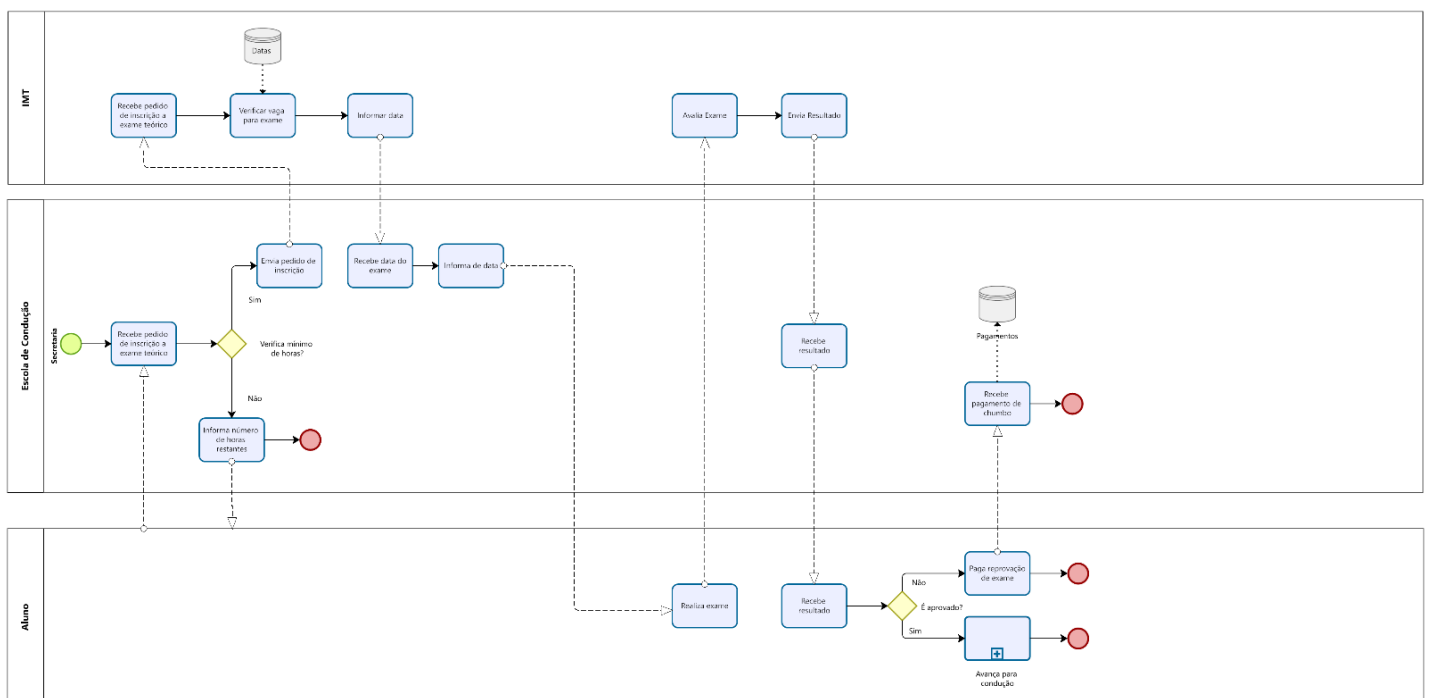 IMT
Datas
Recebe pedido
de inscrição a
exame teórico
Verificar vaga
para exame
Informar data
Avalia Exame
Envia Resultado
Escola de Condução
Secretaria
Recebe pedido
de inscrição a
exame teórico
Verifica mínimo
de horas?
Sim
Envia pedido de
inscrição
Não
Informa número
de horas
restantes
Recebe data do
exame
Informa de data
Recebe
resultado
Pagamentos
Recebe
pagamento de
chumbo
Aluno
Realiza exame
Recebe
resultado
É aprovado?
Não
Paga reprovação
de exame
Sim
Avança para
condução